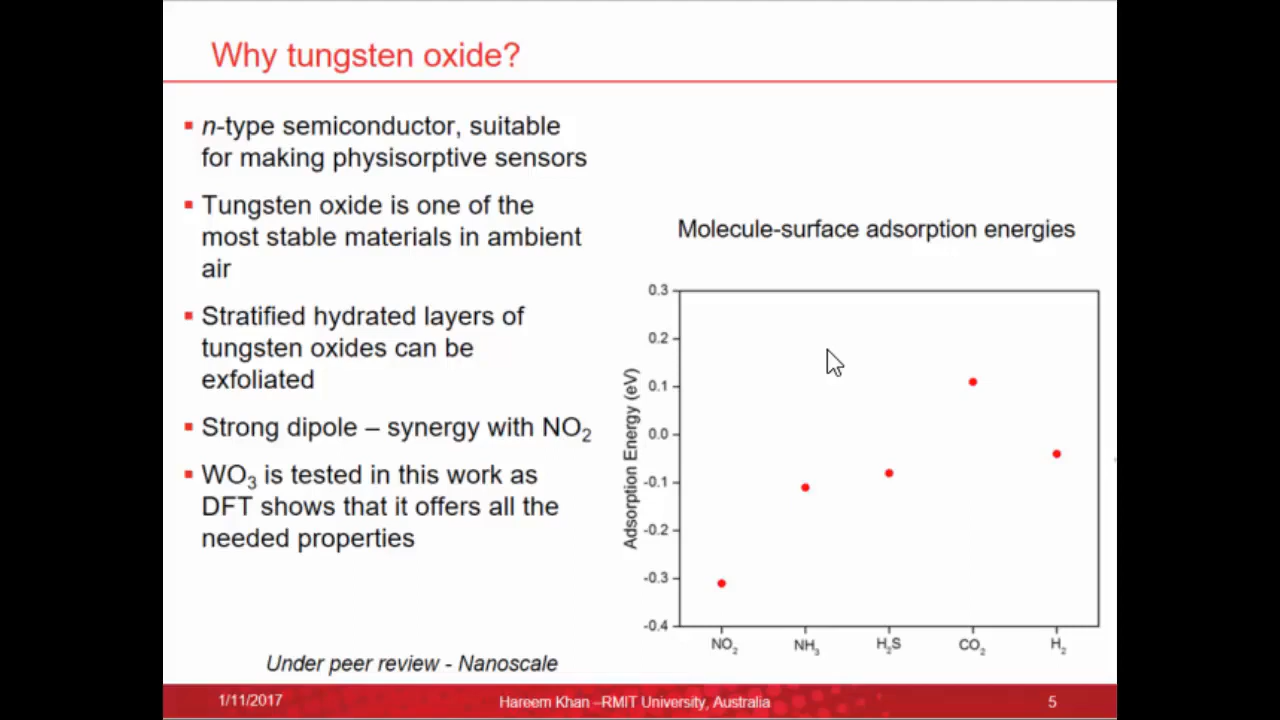 Why tungsten oxide?
▪ n-type semiconductor, suitable
for making physisorptive sensors
▪ Tungsten oxide is one of the
most stable materials in ambient
air
▪ Stratified hydrated layers of
tungsten oxides can be
exfoliated
▪ Strong dipole – synergy with NO₂
▪ WO₃ is tested in this work as
DFT shows that it offers all the
needed properties
Under peer review - Nanoscale
Molecule-surface adsorption energies
Adsorption Energy (eV)
0.3
0.2
0.1
0.0
-0.1
-0.2
-0.3
-0.4
NO₂ NH₃ H₂S CO₂ H₂
1/11/2017 Hareem Khan –RMIT University, Australia 5